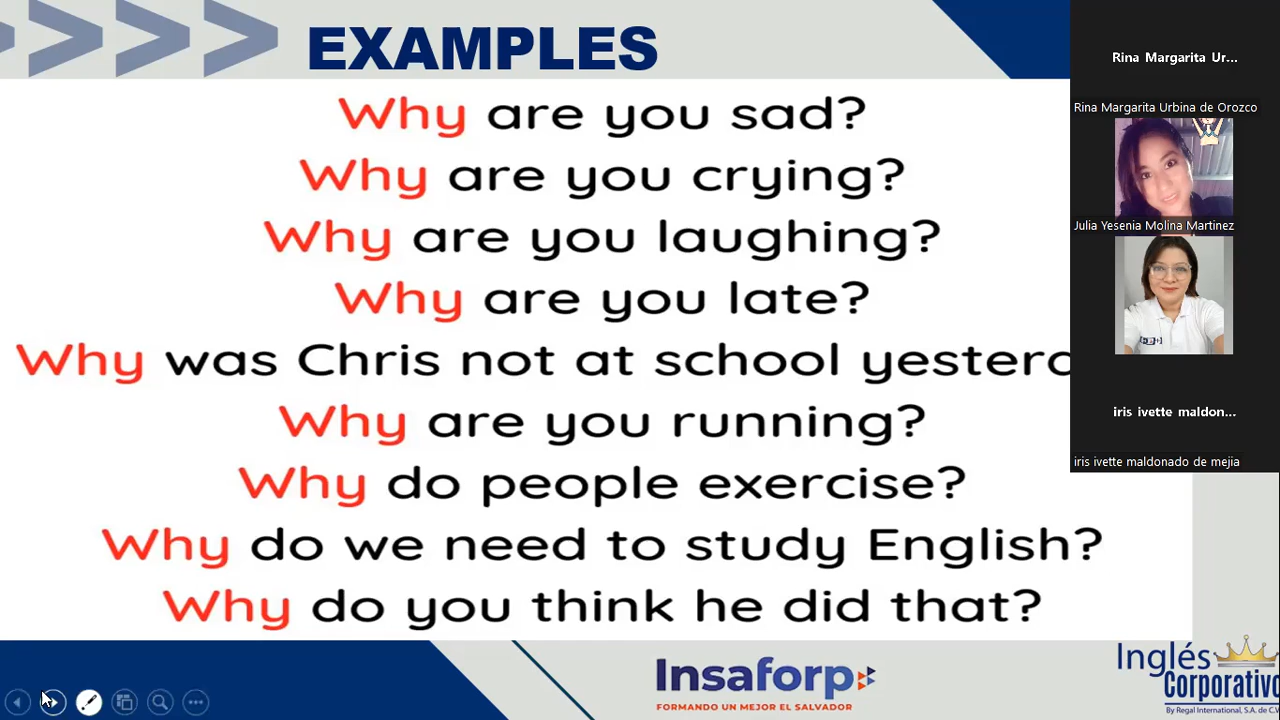 EXAMPLES
Why are you sad?
Why are you crying?
Why are you laughing?
Why are you late?
Why was Chris not at school
Why are you running?
Why do people exercise?
Why do we need to study English?
Why do you think he did that?
Rina Margarita Ur...
Rina Margarita Urbina de Orozco
Julia Yesenia Molina Martinez
iris ivette maldon...
iris ivette maldonado de mejia
Insaforp
FORMANDO UN MEJOR EL SALVADOR
Inglés
Corporativo
By Regal International, S.A. de C.V